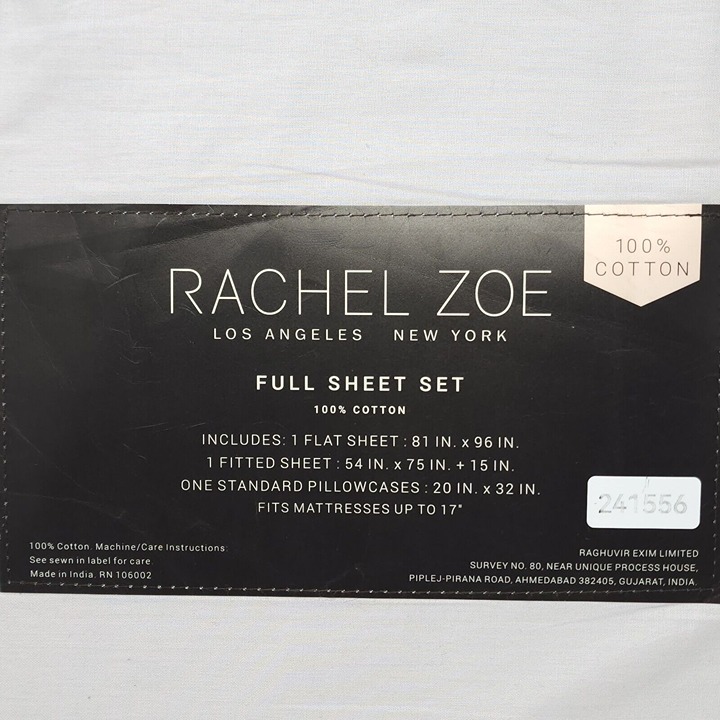 100%
COTTON
RACHEL ZOE
LOS ANGELES NEW YORK
FULL SHEET SET
100% COTTON
INCLUDES: 1 FLAT SHEET : 81 IN. x 96 IN.
1 FITTED SHEET : 54 IN. x 75 IN. + 15 IN.
ONE STANDARD PILLOWCASES : 20 IN. x 32 IN.
FITS MATTRESSES UP TO 17"
241556
100% Cotton. Machine/Care Instructions:
See sewn in label for care.
Made in India. RN 106002
RAGHUVIR EXIM LIMITED
SURVEY NO. 80, NEAR UNIQUE PROCESS HOUSE,
PIPLEJ-PIRANA ROAD, AHMEDABAD 382405, GUJARAT, INDIA.